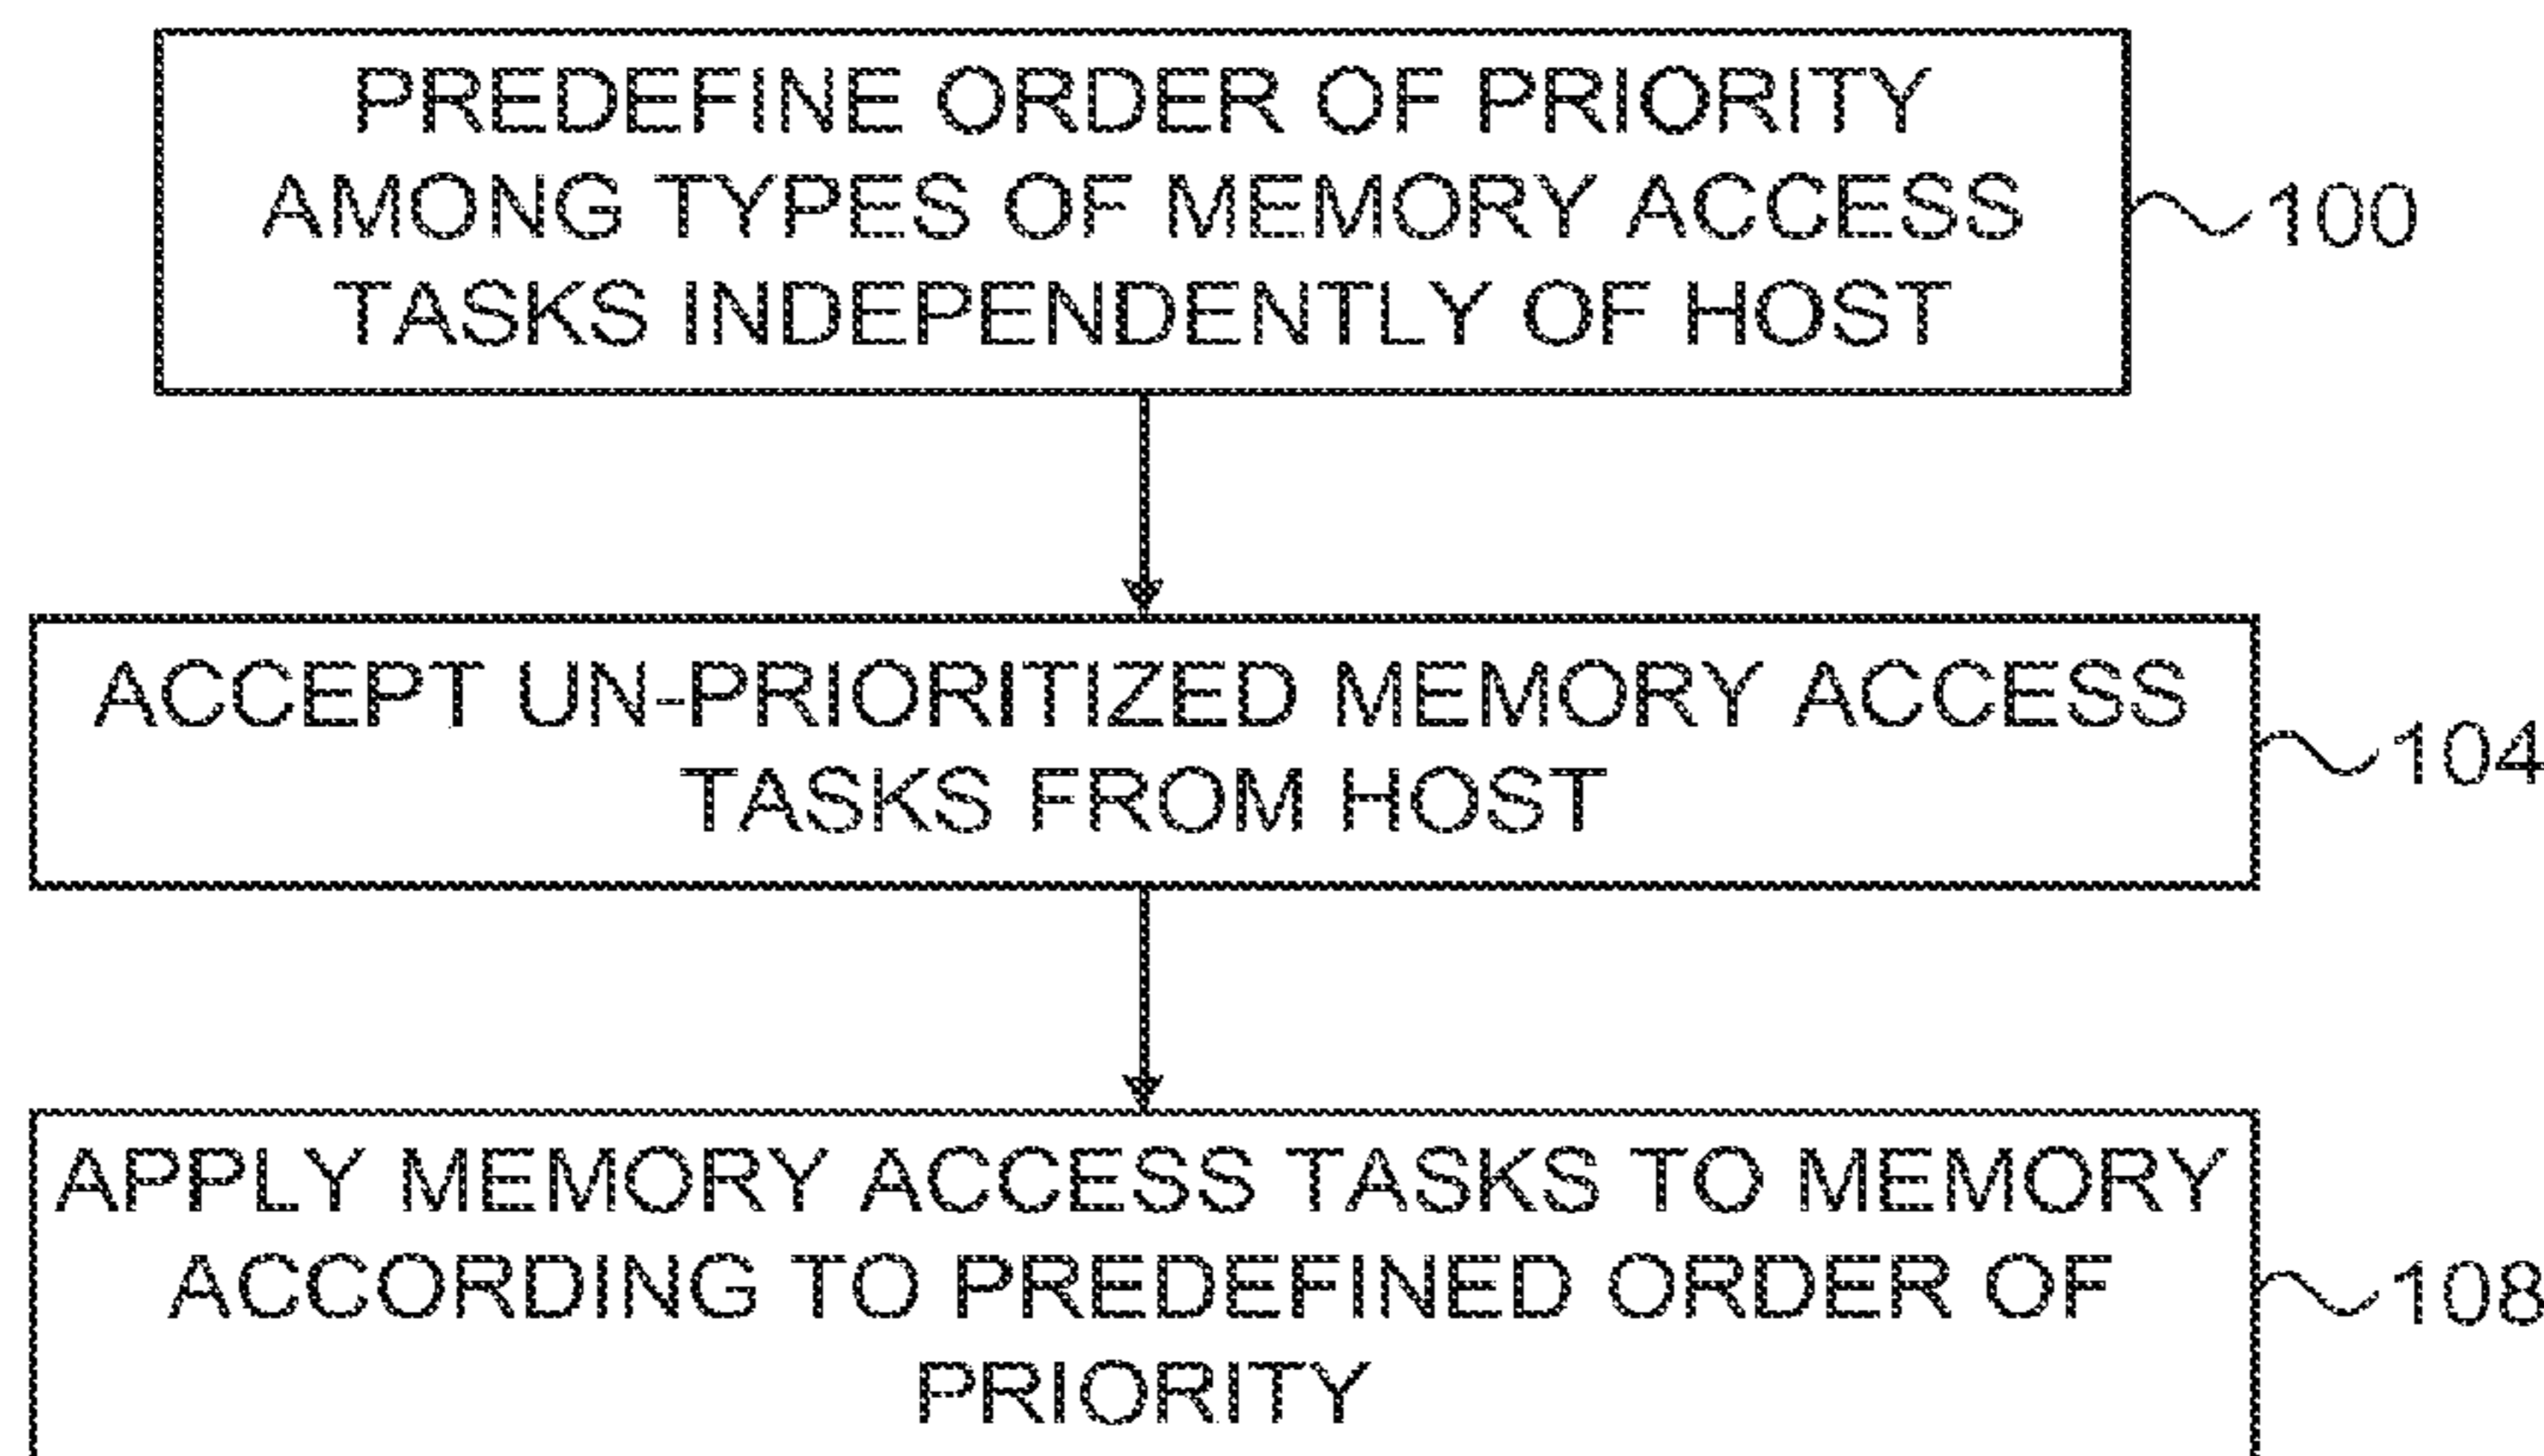 PREDEFINE ORDER OF PRIORITY
AMONG TYPES OF MEMORY ACCESS
TASKS INDEPENDENTLY OF HOST
100
ACCEPT UN-PRIORITIZED MEMORY ACCESS
TASKS FROM HOST
104
APPLY MEMORY ACCESS TASKS TO MEMORY
ACCORDING TO PREDEFINED ORDER OF
PRIORITY
108